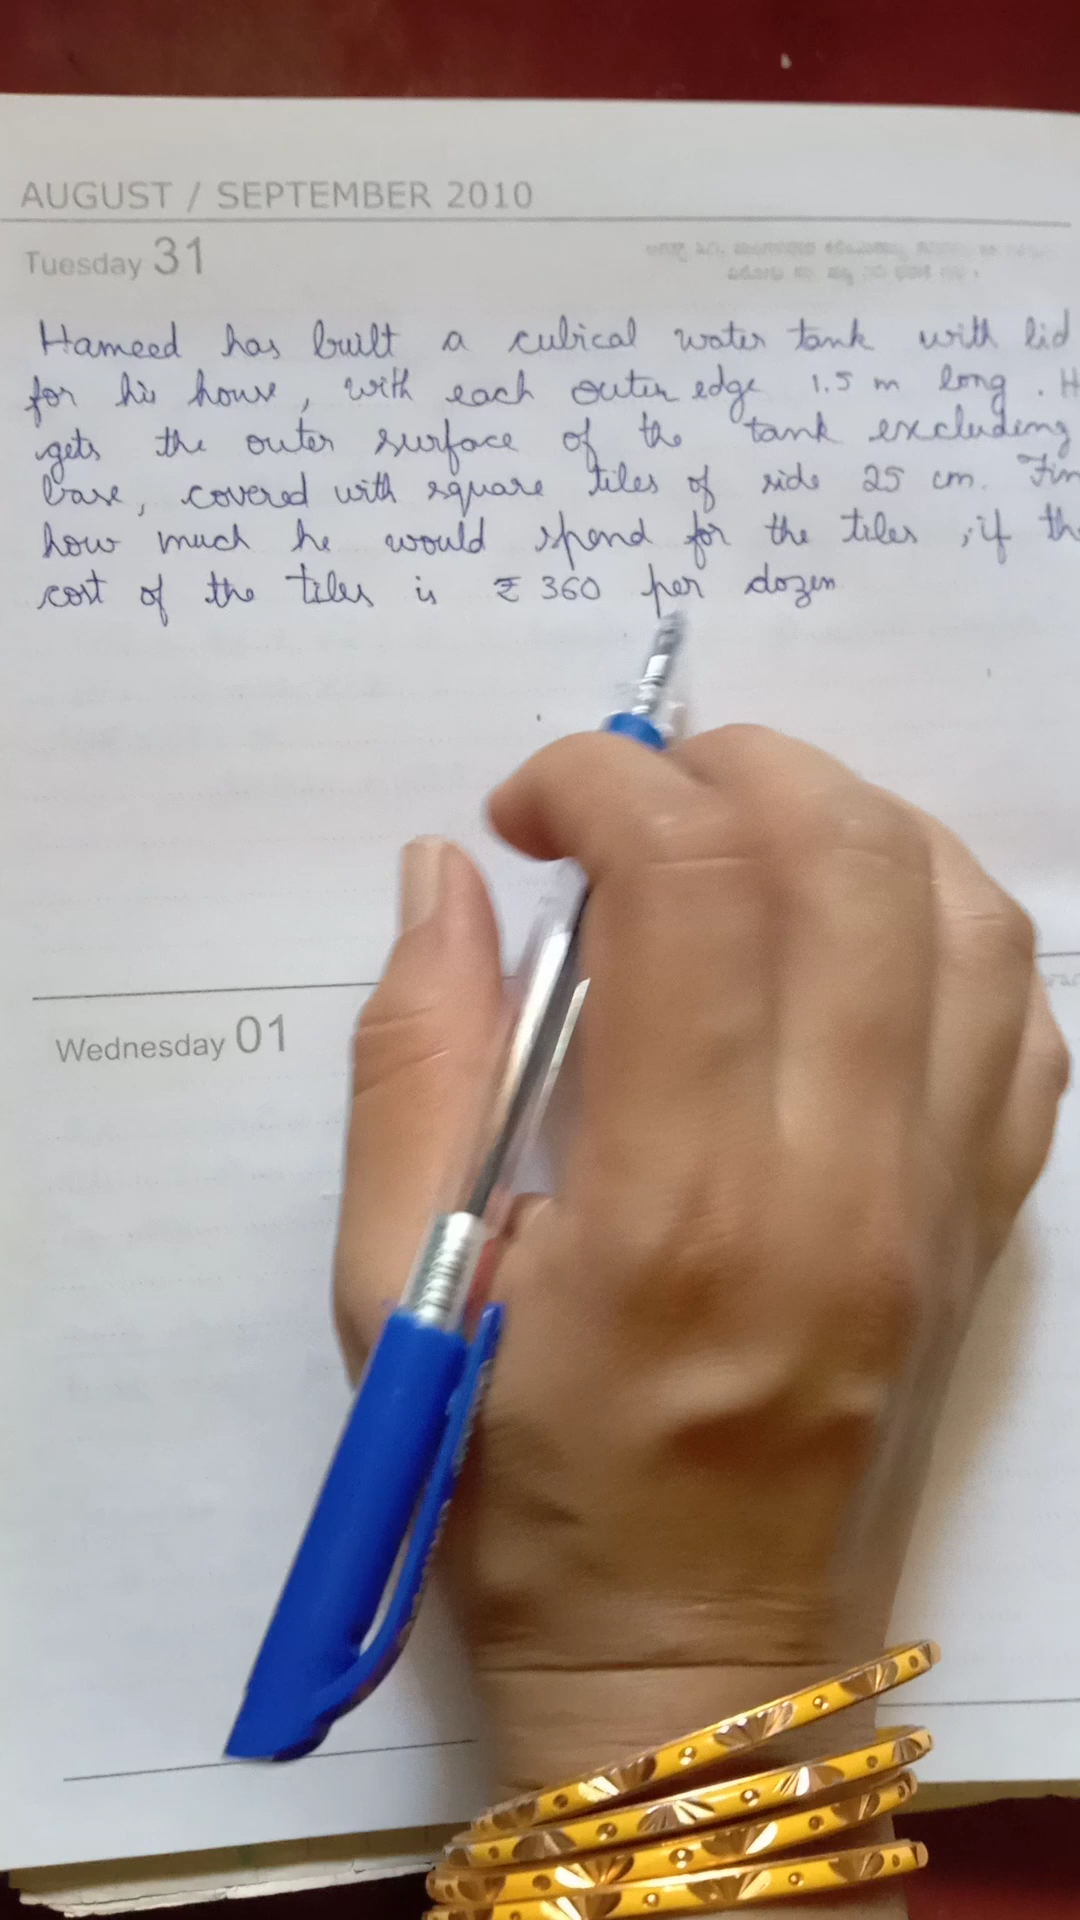 AUGUST / SEPTEMBER 2010
Tuesday 31
Hameed has built a cubical water tank with lid
for his house, with each outer edge 1.5 m long. H
gets the outer surface of the tank excluding
base, covered with square tiles of side 25 cm. Fin
how much he would spend for the tiles, if the
cost of the tiles is ₹ 360 per dozen
Wednesday 01